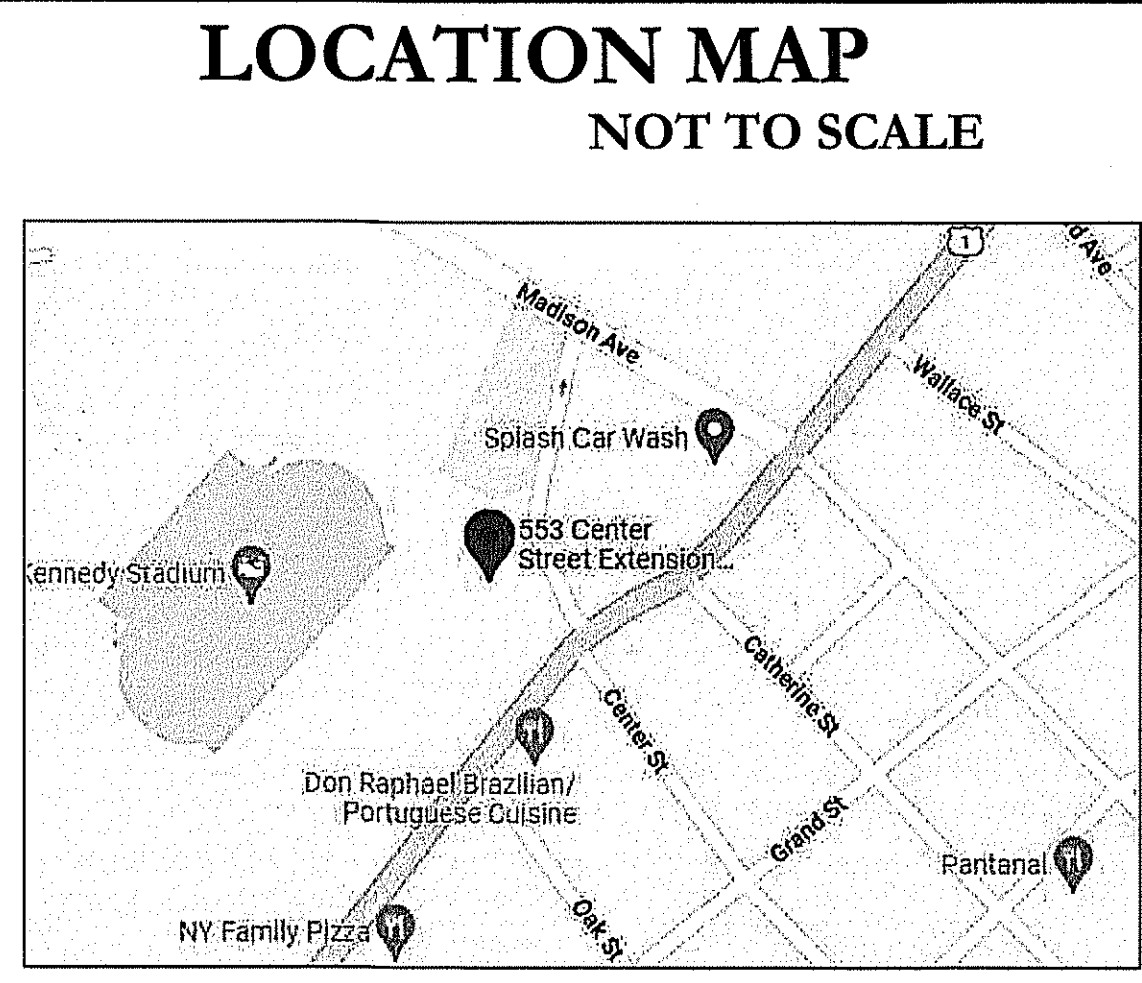 LOCATION MAP
NOT TO SCALE
1
d Ave
Madison Ave
Wallace St
Splash Car Wash
553 Center
Street Extension...
Kennedy Stadium
Catherine St
Center St
Don Raphael Brazilian/
Portuguese Cuisine
Grand St
Pantanal
Oak St
NY Family Pizza